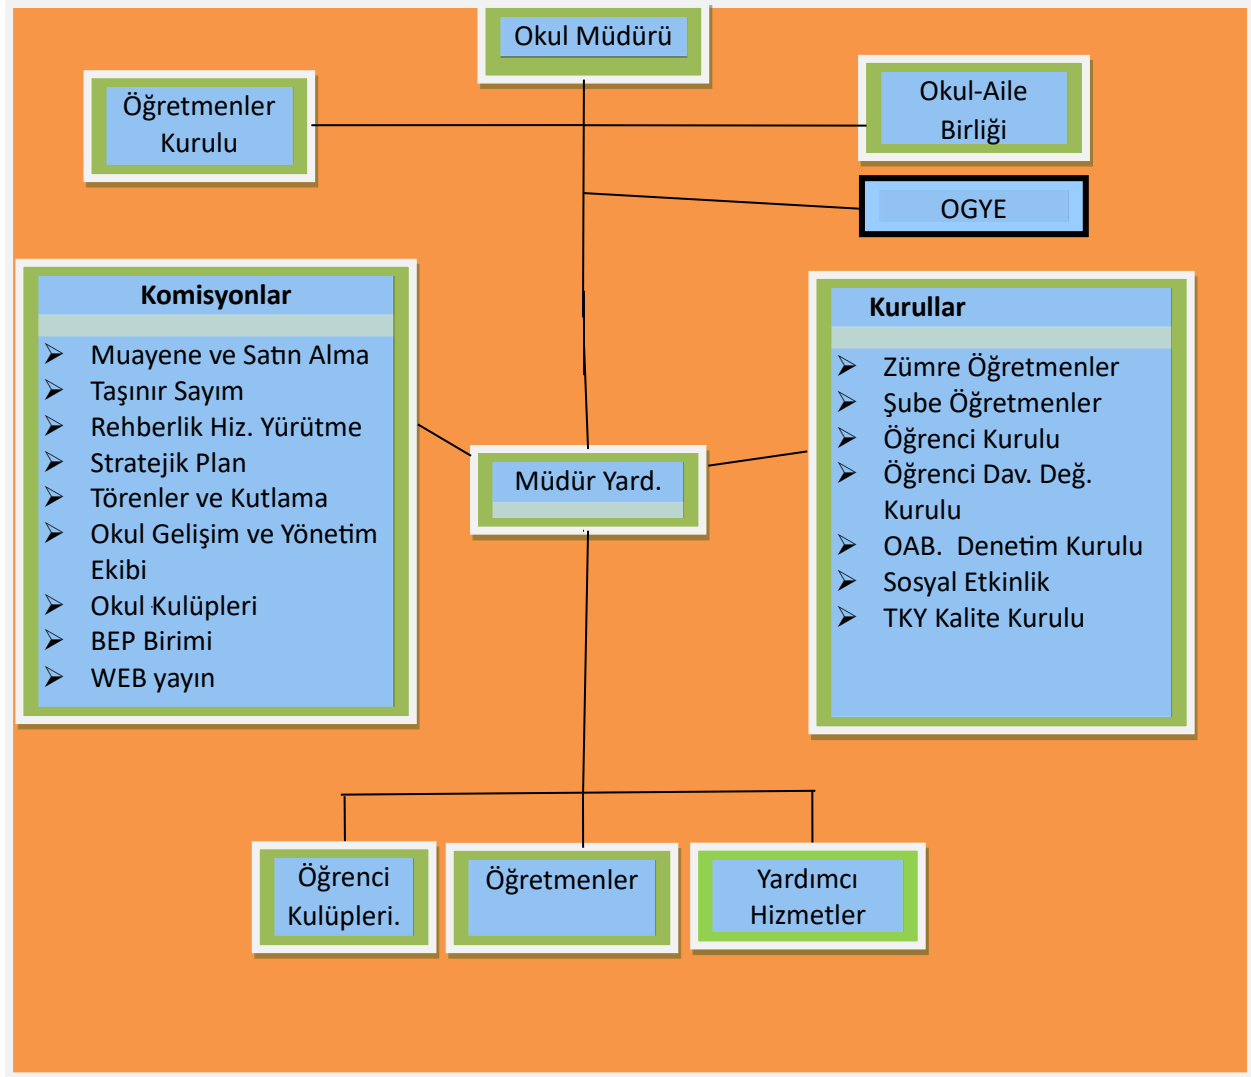 Okul Müdürü
Öğretmenler
Kurulu
Okul-Aile
Birliği
OGYE
Komisyonlar
➢ Muayene ve Satın Alma
➢ Taşınır Sayım
➢ Rehberlik Hiz. Yürütme
➢ Stratejik Plan
➢ Törenler ve Kutlama
➢ Okul Gelişim ve Yönetim
Ekibi
➢ Okul Kulüpleri
➢ BEP Birimi
➢ WEB yayın
Kurullar
➢ Zümre Öğretmenler
➢ Şube Öğretmenler
➢ Öğrenci Kurulu
➢ Öğrenci Dav. Değ.
Kurulu
➢ OAB. Denetim Kurulu
➢ Sosyal Etkinlik
➢ TKY Kalite Kurulu
Müdür Yard.
Öğrenci
Kulüpleri.
Öğretmenler
Yardımcı
Hizmetler